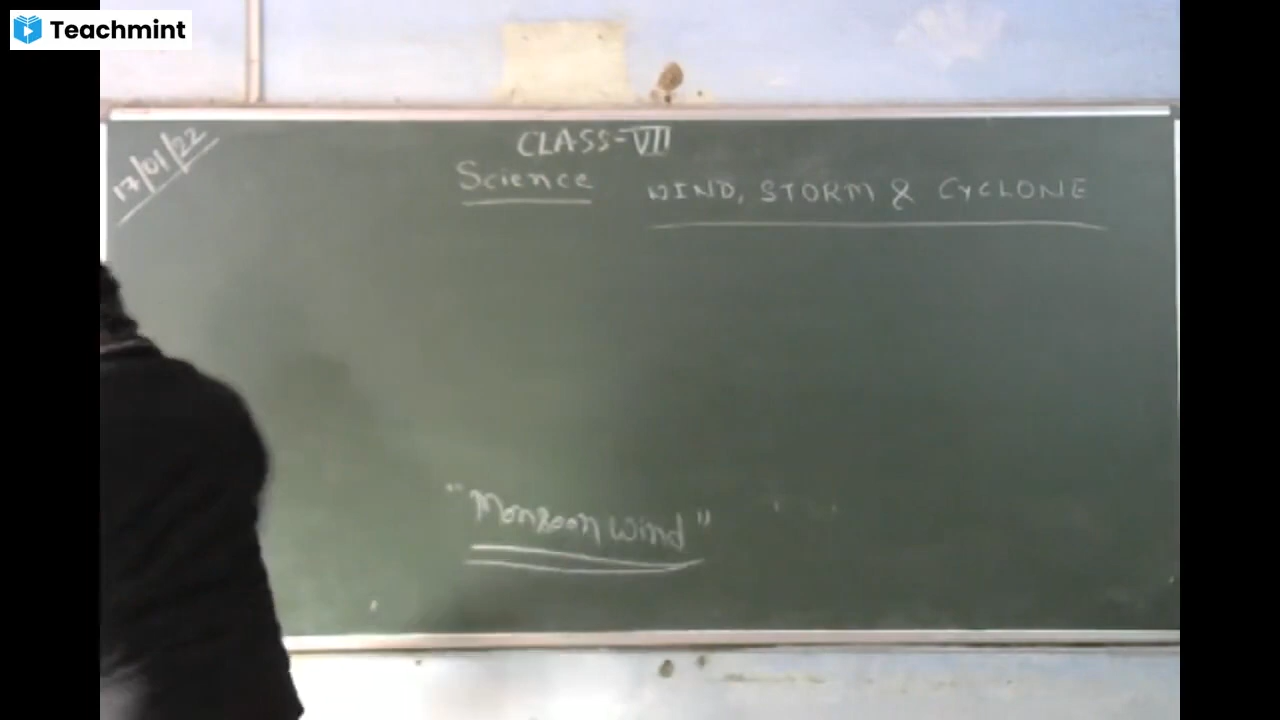 Teachmint
17/01/22
CLASS-VII
Science
WIND, STORM & CYCLONE
"Monsoon Wind"